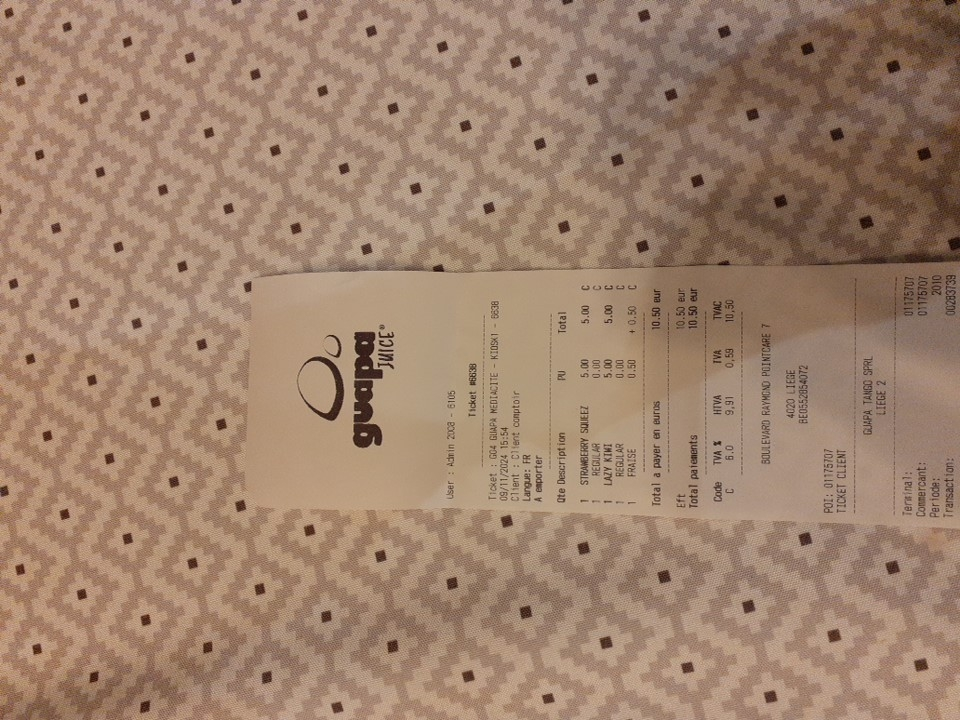 guapa
JUICE®
User : Admin 2008 - 6105
Ticket #6638
Ticket : G04 GUAPA MEDIACITE - KIOSK1 - 6638
09/11/2024 15:54
Client : Client comptoir
Langue: FR
A emporter
Qte Description PU Total
1 STRAWBERRY SQUEEZ 5.00 5.00 C
1 REGULAR 0.00 C
1 LAZY KIWI 5.00 5.00 C
1 REGULAR 0.00 C
1 FRAISE 0.50 + 0.50 C
Total a payer en euros 10.50 eur
Eft 10.50 eur
Total paiements 10.50 eur
Code TVA % HTVA TVA TVAC
C 6.0 9,91 0,59 10,50
BOULEVARD RAYMOND POINTCARE 7
4020 LIEGE
BE0552854072
POI: 01175707
TICKET CLIENT
GUAPA TANGO SPRL
LIEGE 2
Terminal: 01175707
Commercant: 01175707
Periode: 2010
Transaction: 00283739